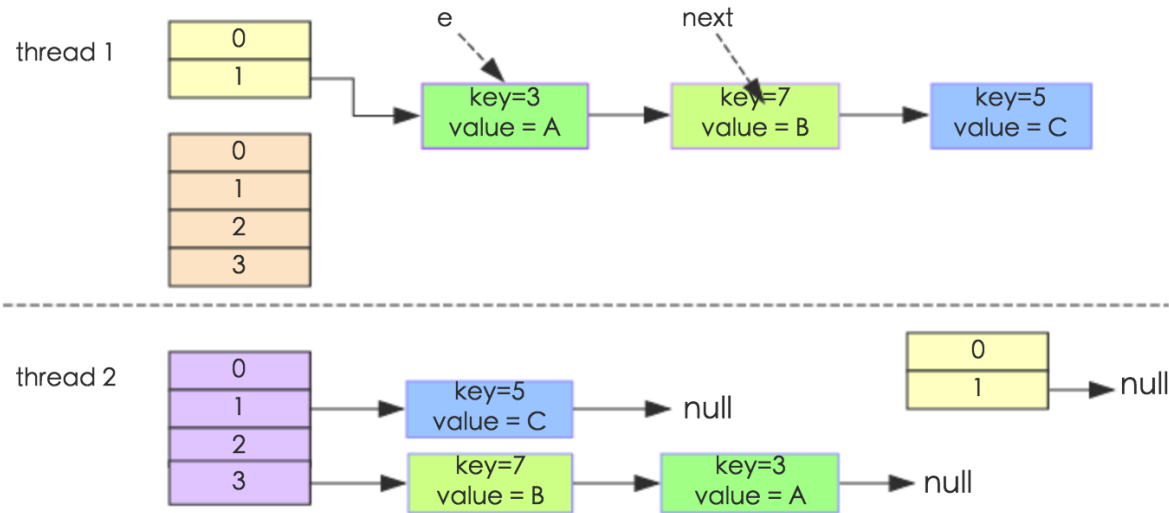 e
next
thread 1
0
1
key=3
value = A
key=7
value = B
key=5
value = C
0
1
2
3
thread 2
0
1
2
3
key=5
value = C
null
key=7
value = B
key=3
value = A
null
0
1
null